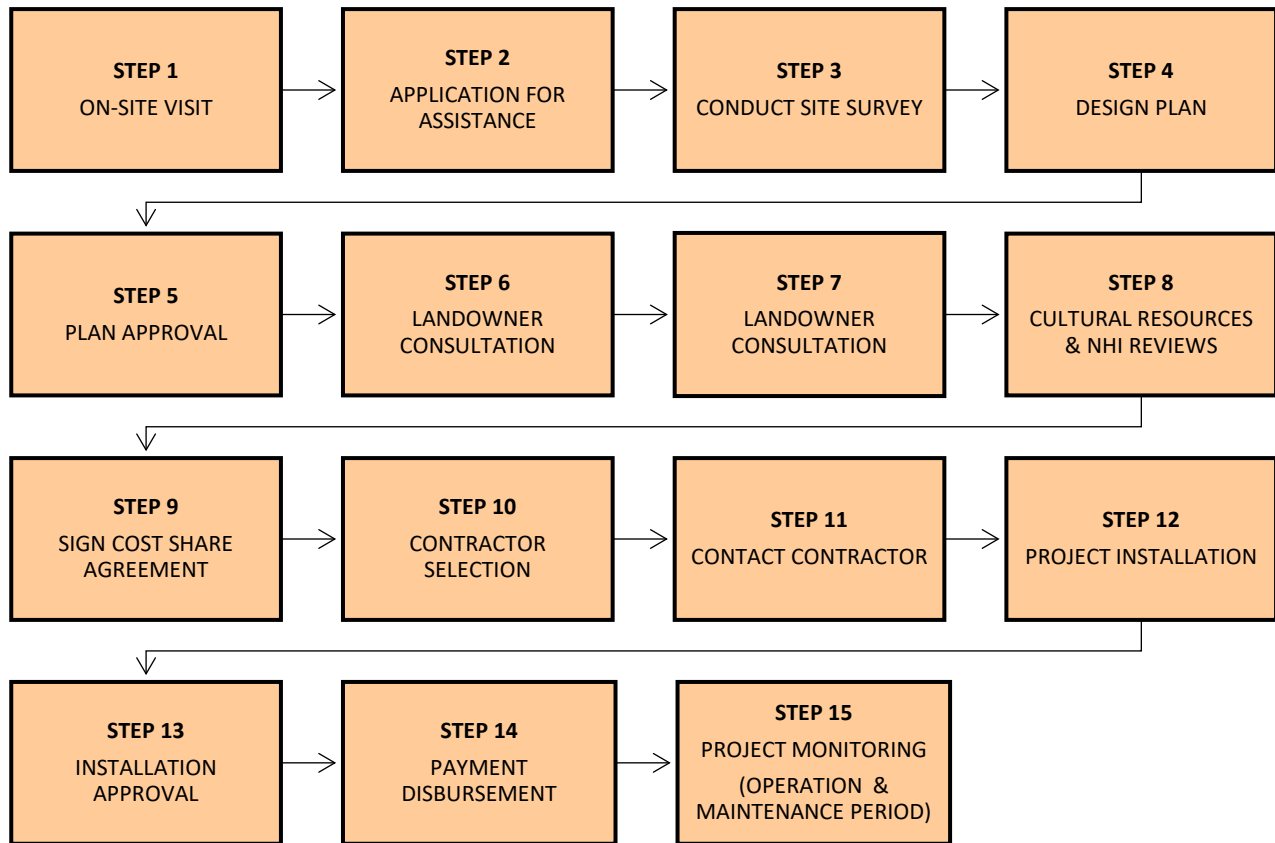 STEP 1
ON-SITE VISIT
STEP 2
APPLICATION FOR
ASSISTANCE
STEP 3
CONDUCT SITE SURVEY
STEP 4
DESIGN PLAN
STEP 5
PLAN APPROVAL
STEP 6
LANDOWNER
CONSULTATION
STEP 7
LANDOWNER
CONSULTATION
STEP 8
CULTURAL RESOURCES
& NHI REVIEWS
STEP 9
SIGN COST SHARE
AGREEMENT
STEP 10
CONTRACTOR
SELECTION
STEP 11
CONTACT CONTRACTOR
STEP 12
PROJECT INSTALLATION
STEP 13
INSTALLATION
APPROVAL
STEP 14
PAYMENT
DISBURSEMENT
STEP 15
PROJECT MONITORING
(OPERATION &
MAINTENANCE PERIOD)